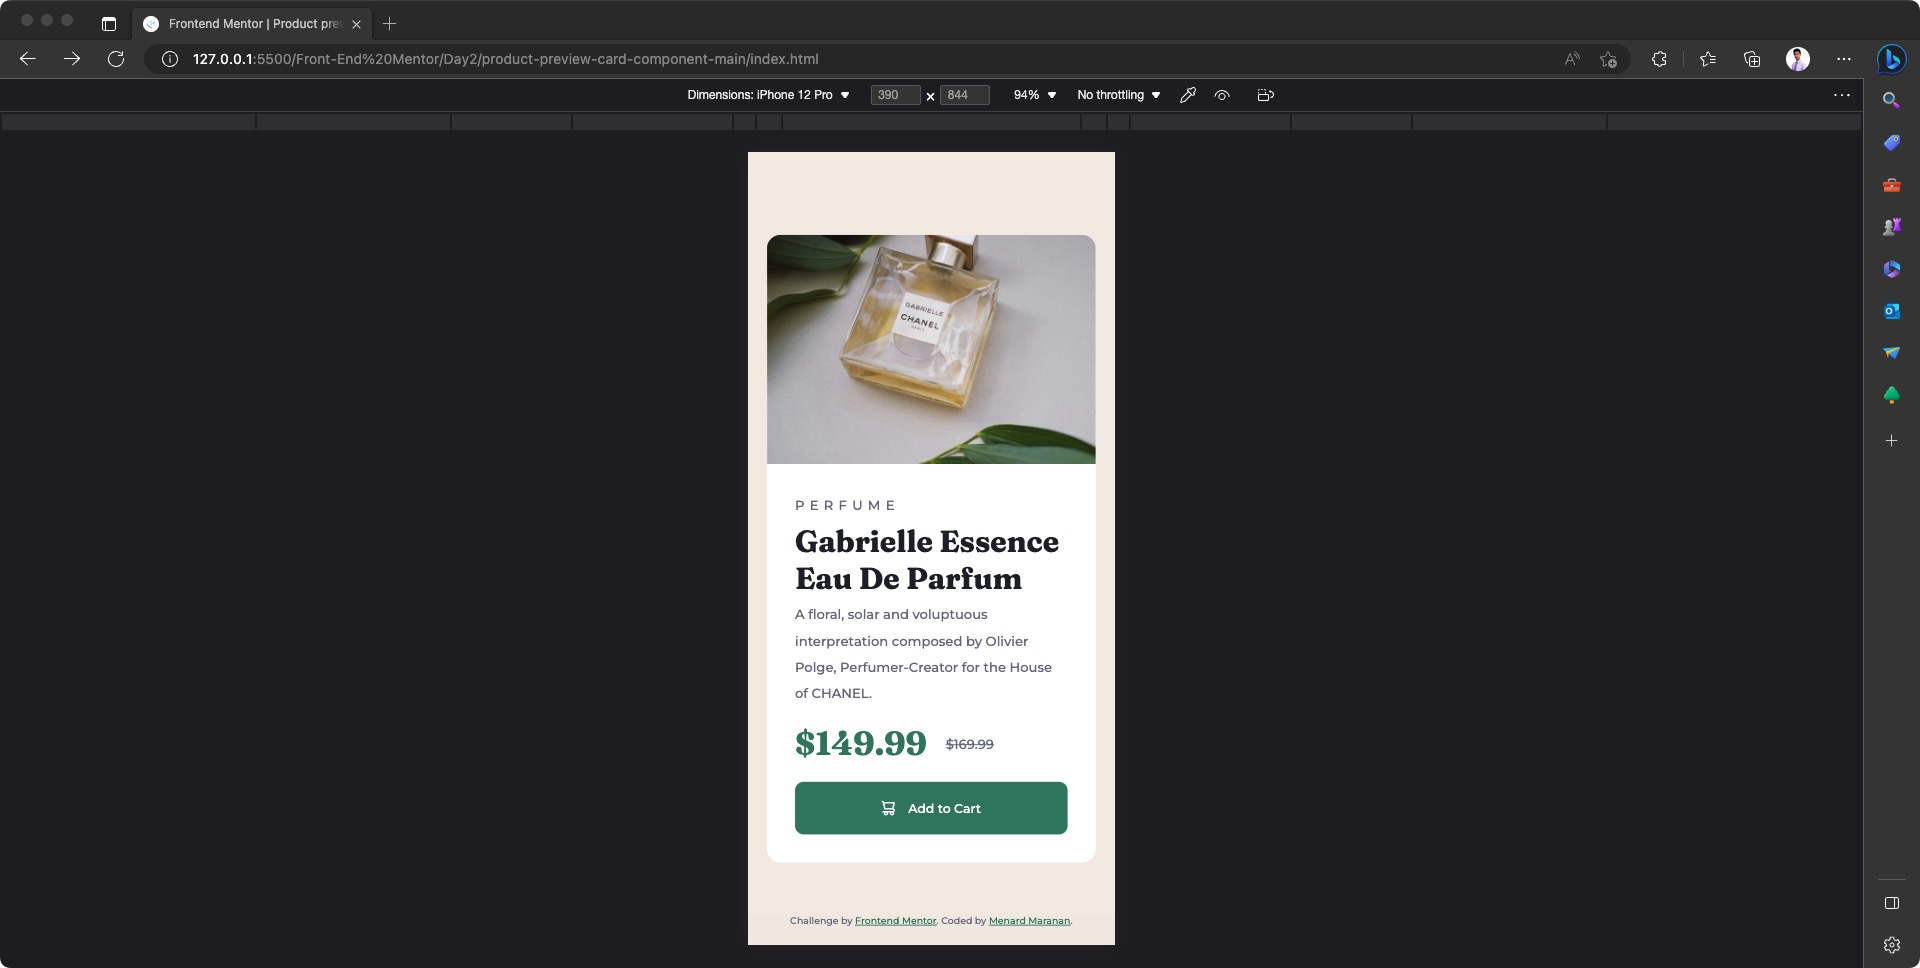 Frontend Mentor | Product pre
127.0.0.1:5500/Front-End%20Mentor/Day2/product-preview-card-component-main/index.html
Dimensions: iPhone 12 Pro 390 × 844 94% No throttling
GABRIELLE
CHANEL
PARIS
PERFUME
Gabrielle Essence
Eau De Parfum
A floral, solar and voluptuous
interpretation composed by Olivier
Polge, Perfumer-Creator for the House
of CHANEL.
$149.99 $169.99
Add to Cart
Challenge by Frontend Mentor. Coded by Menard Maranan.